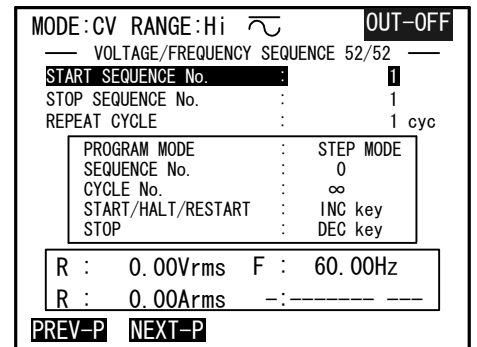 MODE:CV RANGE:Hi OUT-OFF
VOLTAGE/FREQUENCY SEQUENCE 52/52
START SEQUENCE No. : 1
STOP SEQUENCE No. : 1
REPEAT CYCLE : 1 cyc
PROGRAM MODE : STEP MODE
SEQUENCE No. : 0
CYCLE No. : ∞
START/HALT/RESTART : INC key
STOP : DEC key
R : 0.00Vrms F : 60.00Hz
R : 0.00Arms -:------- ---
PREV-P NEXT-P